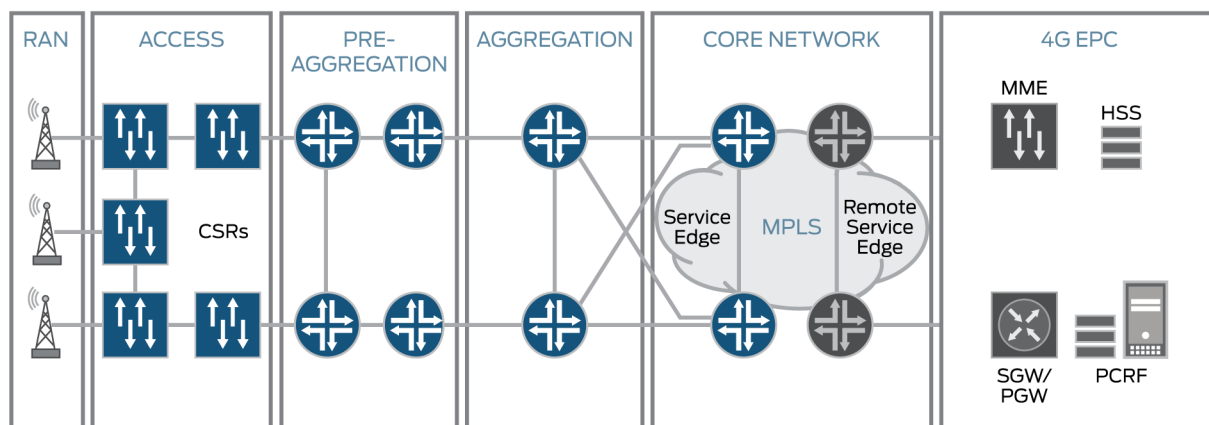 RAN
ACCESS
PRE-
AGGREGATION
AGGREGATION
CORE NETWORK
4G EPC
MME
HSS
CSRs
Service
Edge
MPLS
Remote
Service
Edge
SGW/
PGW
PCRF